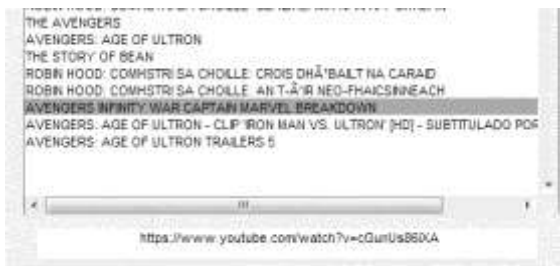 THE AVENGERS
AVENGERS: AGE OF ULTRON
THE STORY OF BEAN
ROBIN HOOD: COMHSTRI SA CHOILLE: CROIS DHÃ'BAILT NA CARAID
ROBIN HOOD: COMHSTRI SA CHOILLE: AN T-Ã'IR NEO-FHAICSINNEACH
AVENGERS INFINITY WAR CAPTAIN MARVEL BREAKDOWN
AVENGERS: AGE OF ULTRON - CLIP 'IRON MAN VS. ULTRON' [HD] - SUBTITULADO POR
AVENGERS: AGE OF ULTRON TRAILERS 5
https://www.youtube.com/watch?v=cGunUs86IXA